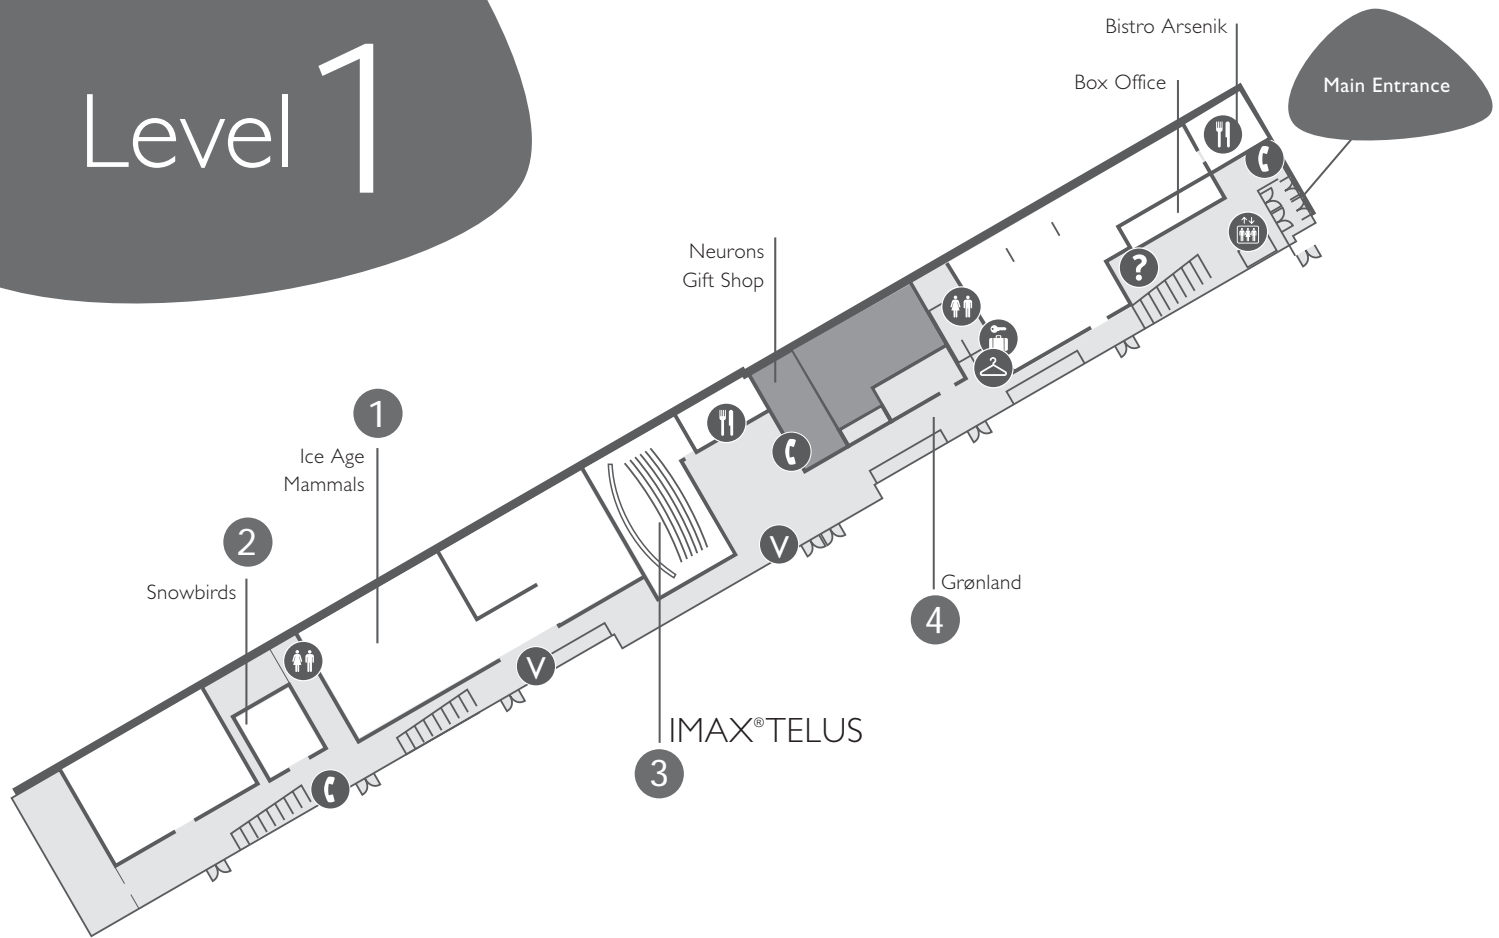 Level 1
Bistro Arsenik
Box Office
Main Entrance
?
Neurons
Gift Shop
1
Ice Age
Mammals
2
Snowbirds
V
V
Grønland
4
IMAX®TELUS
3